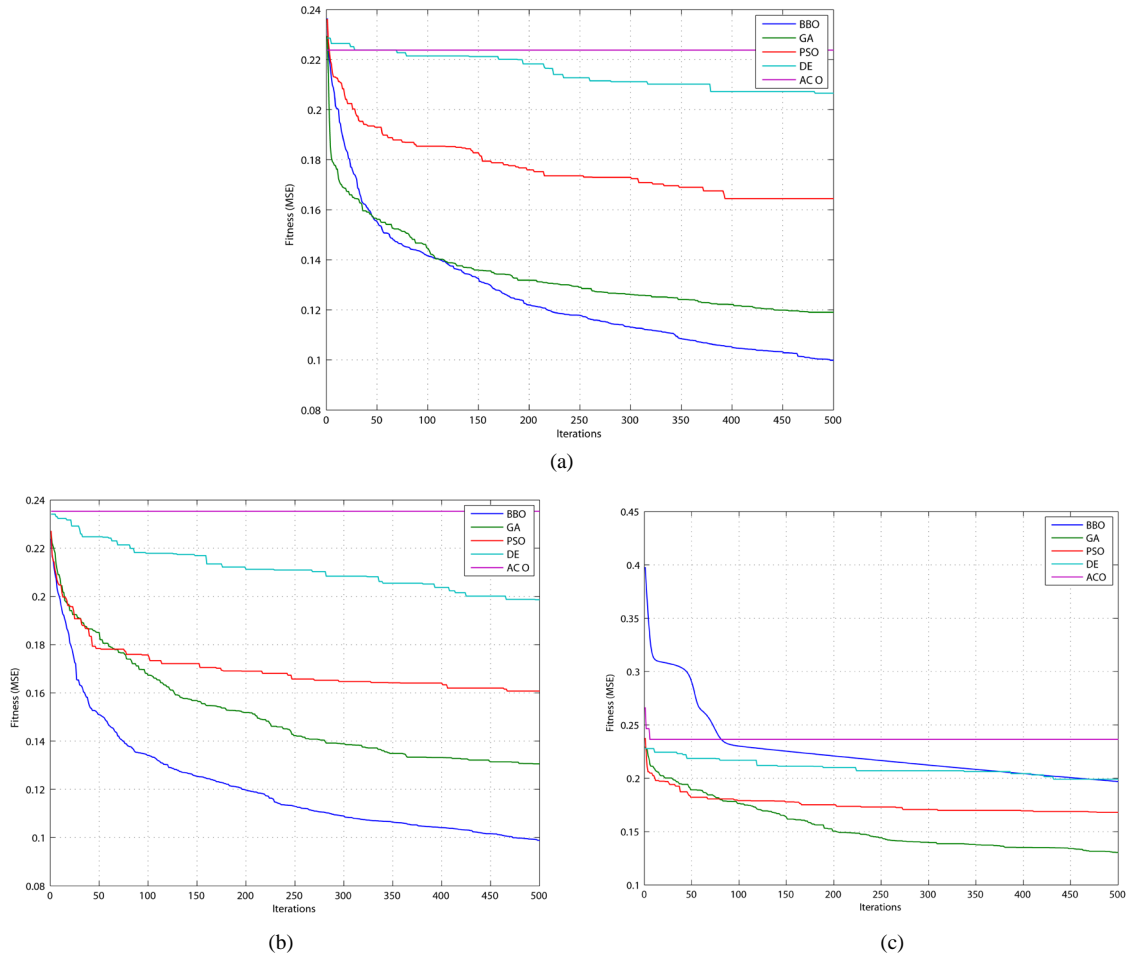 0.24
0.22
0.2
0.18
0.16
0.14
0.12
0.1
0.08
Fitness (MSE)
0 50 100 150 200 250 300 350 400 450 500
Iterations
BBO
GA
PSO
DE
AC O
(a)
0.24
0.22
0.2
0.18
0.16
0.14
0.12
0.1
0.08
Fitness (MSE)
0 50 100 150 200 250 300 350 400 450 500
Iterations
BBO
GA
PSO
DE
AC O
(b)
0.45
0.4
0.35
0.3
0.25
0.2
0.15
0.1
Fitness (MSE)
0 50 100 150 200 250 300 350 400 450 500
Iterations
BBO
GA
PSO
DE
ACO
(c)